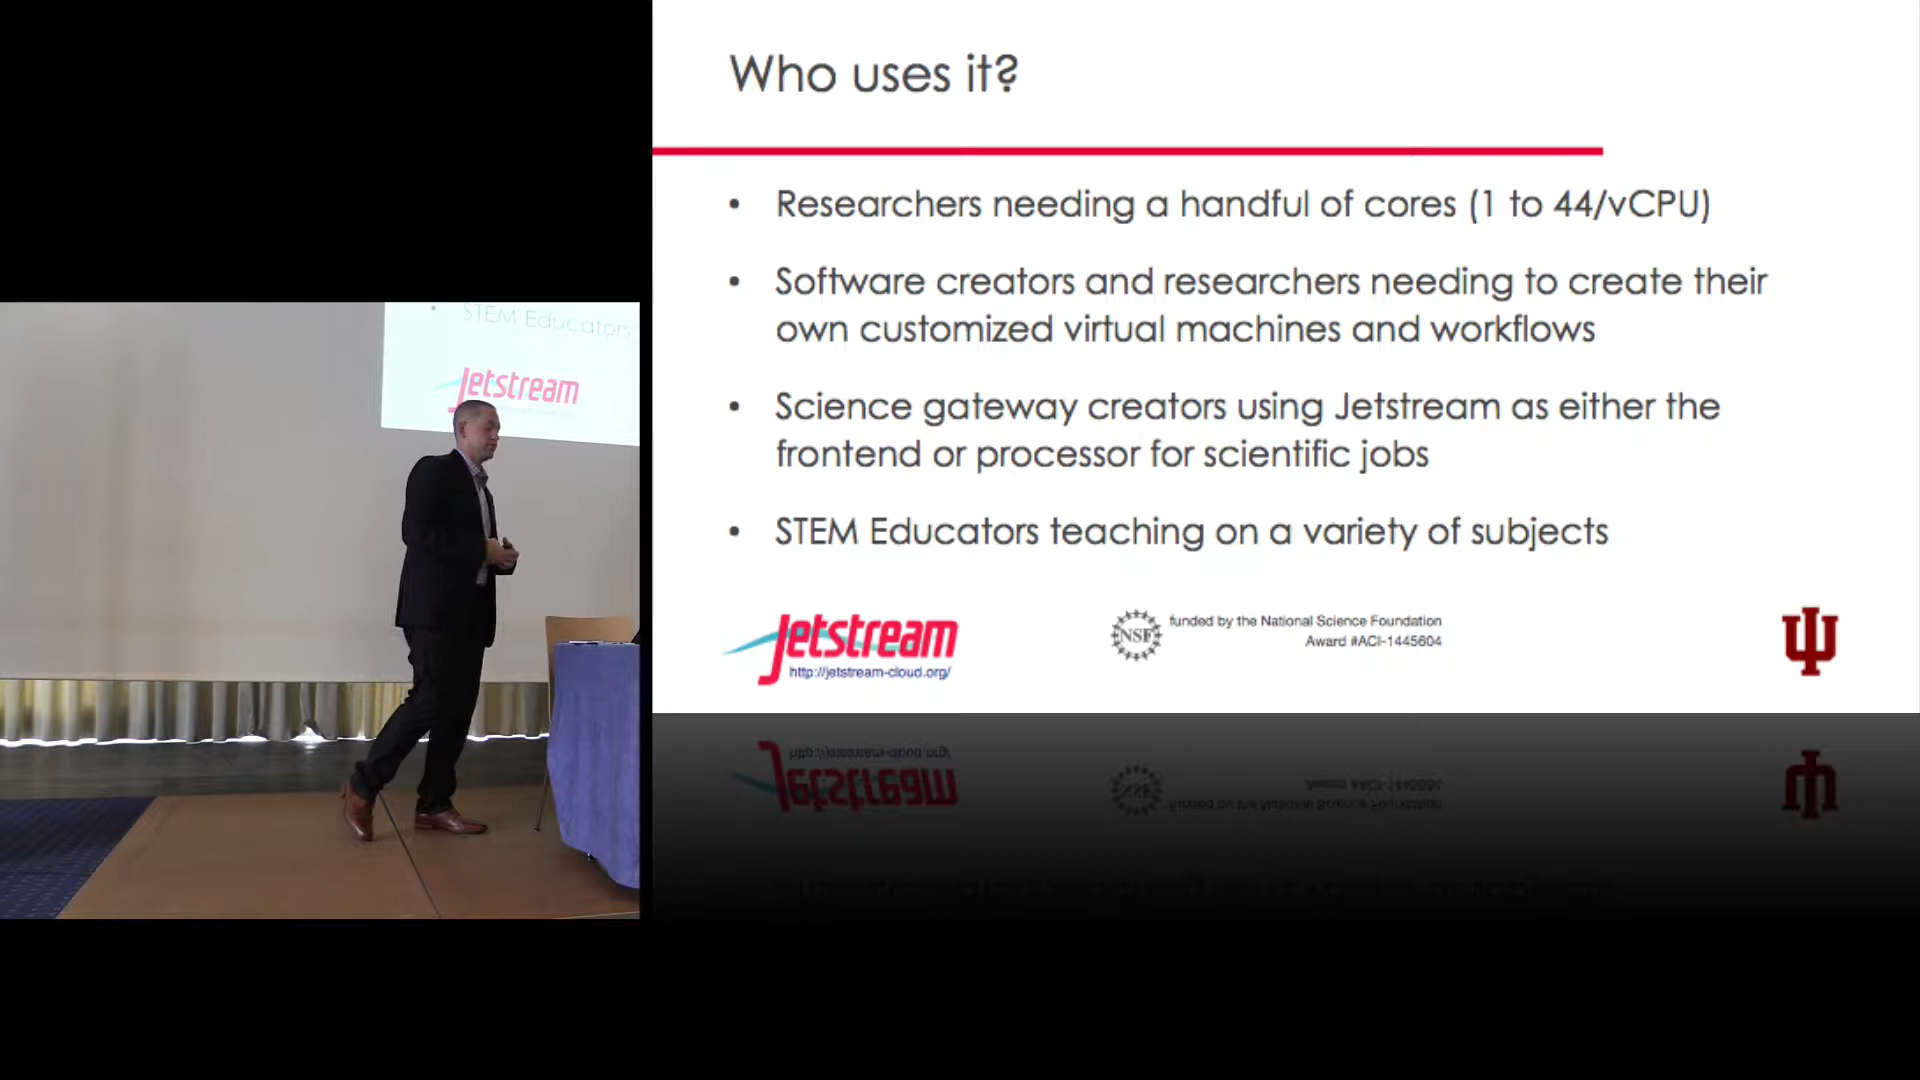 Who uses it?
• Researchers needing a handful of cores (1 to 44/vCPU)
• Software creators and researchers needing to create their
own customized virtual machines and workflows
• Science gateway creators using Jetstream as either the
frontend or processor for scientific jobs
• STEM Educators teaching on a variety of subjects
Jetstream
http://jetstream-cloud.org/
NSF
funded by the National Science Foundation
Award #ACI-1445604
• STEM Educators
Jetstream